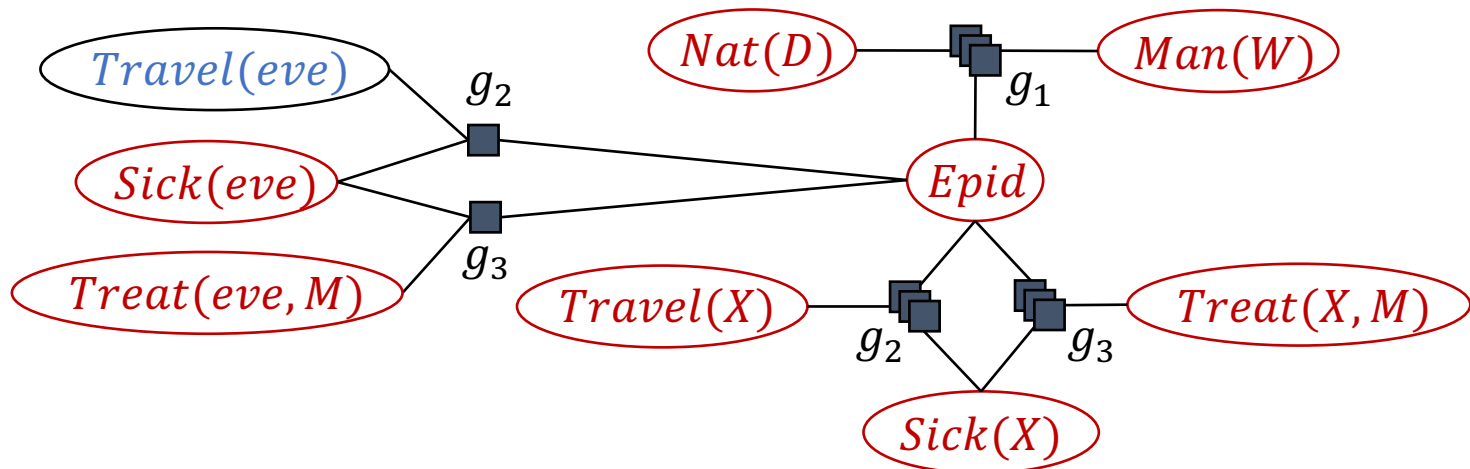 Nat(D)
Man(W)
g₁
Travel(eve)
g₂
Sick(eve)
Epid
g₃
Treat(eve, M)
Travel(X)
g₂
g₃
Treat(X, M)
Sick(X)